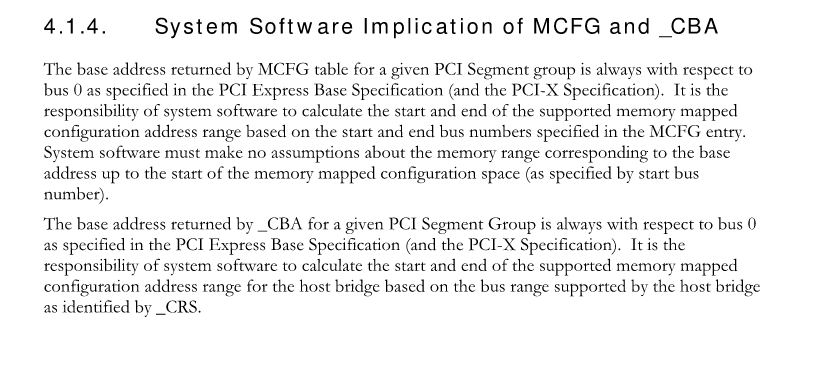 4.1.4. System Software Implication of MCFG and _CBA
The base address returned by MCFG table for a given PCI Segment group is always with respect to
bus 0 as specified in the PCI Express Base Specification (and the PCI-X Specification). It is the
responsibility of system software to calculate the start and end of the supported memory mapped
configuration address range based on the start and end bus numbers specified in the MCFG entry.
System software must make no assumptions about the memory range corresponding to the base
address up to the start of the memory mapped configuration space (as specified by start bus
number).
The base address returned by _CBA for a given PCI Segment Group is always with respect to bus 0
as specified in the PCI Express Base Specification (and the PCI-X Specification). It is the
responsibility of system software to calculate the start and end of the supported memory mapped
configuration address range for the host bridge based on the bus range supported by the host bridge
as identified by _CRS.